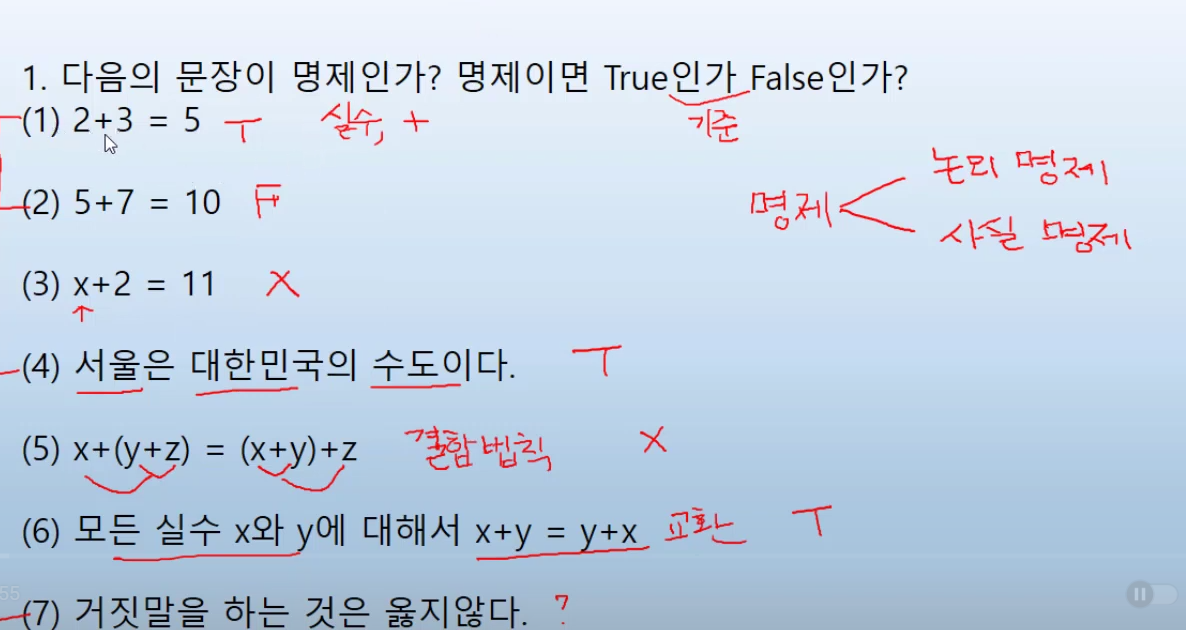 1. 다음의 문장이 명제인가? 명제이면 True인가 False인가?
기준
(1) 2+3 = 5 T 실수, +
논리 명제
(2) 5+7 = 10 F 명제
사실 명제
(3) x+2 = 11 X
↑
(4) 서울은 대한민국의 수도이다. T
(5) x+(y+z) = (x+y)+z 결합법칙 X
(6) 모든 실수 x와 y에 대해서 x+y = y+x 교환 T
55
(7) 거짓말을 하는 것은 옳지않다. ?